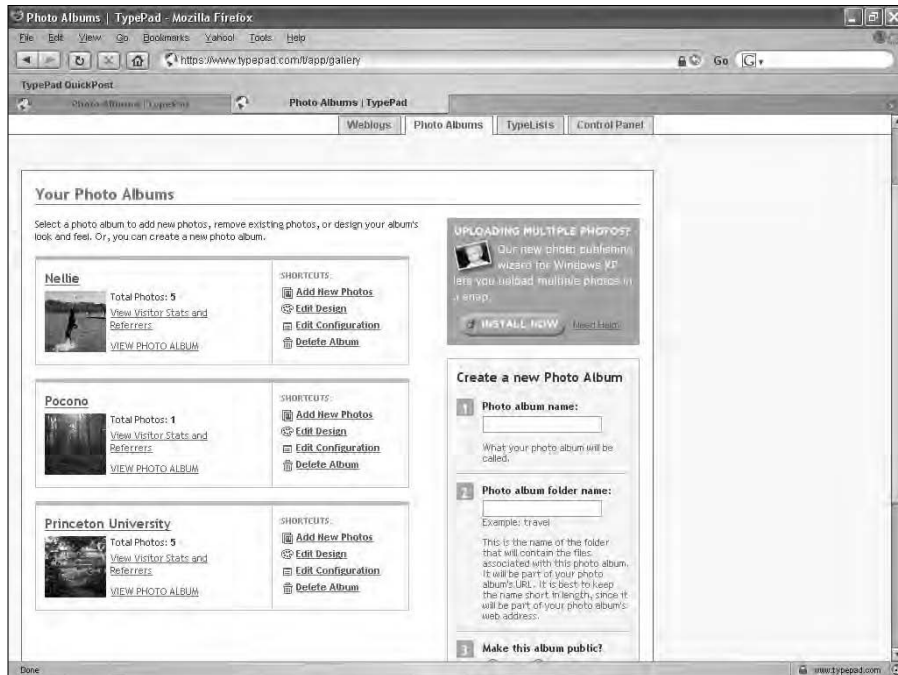 Photo Albums | TypePad - Mozilla Firefox
File Edit View Go Bookmarks Yahoo! Tools Help
https://www.typepad.com/t/app/gallery
Go
G
TypePad QuickPost
Photo Albums | TypePad
Photo Albums | TypePad
Weblogs Photo Albums TypeLists Control Panel
Your Photo Albums
Select a photo album to add new photos, remove existing photos, or design your album's
look and feel. Or, you can create a new photo album.
Nellie
Total Photos: 5
View Visitor Stats and
Referrers
VIEW PHOTO ALBUM
SHORTCUTS:
Add New Photos
Edit Design
Edit Configuration
Delete Album
Pocono
Total Photos: 1
View Visitor Stats and
Referrers
VIEW PHOTO ALBUM
SHORTCUTS:
Add New Photos
Edit Design
Edit Configuration
Delete Album
Princeton University
Total Photos: 5
View Visitor Stats and
Referrers
VIEW PHOTO ALBUM
SHORTCUTS:
Add New Photos
Edit Design
Edit Configuration
Delete Album
UPLOADING MULTIPLE PHOTOS?
Our new photo publishing
wizard for Windows XP
lets you upload multiple photos in
a snap.
INSTALL NOW
Need Help?
Create a new Photo Album
1 Photo album name:
What your photo album will be
called.
2 Photo album folder name:
Example: travel
This is the name of the folder
that will contain the files
associated with this photo album.
It will be part of your photo
album's URL. It is best to keep
the name short in length, since it
will be part of your photo album's
web address.
3 Make this album public?
Done
www.typepad.com